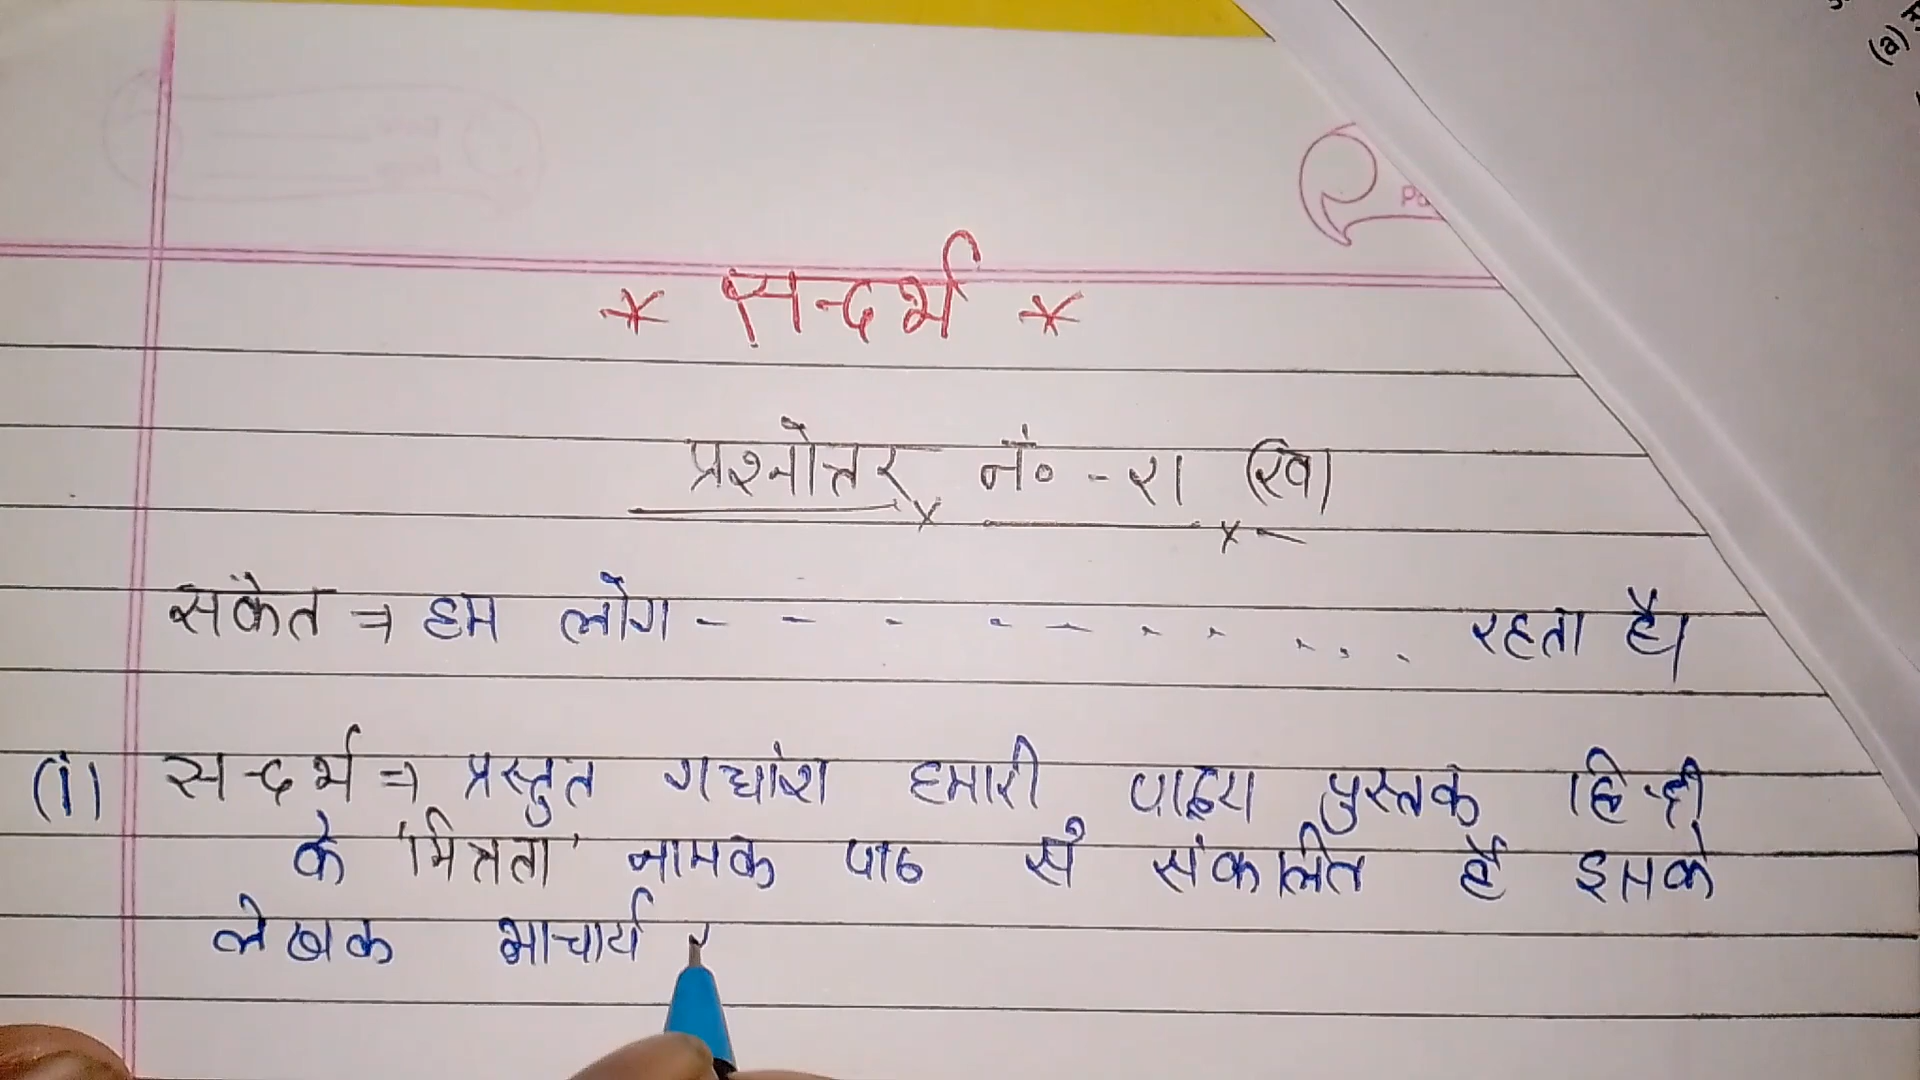 * सन्दर्भ *
प्रश्नोत्तर नं० - २१ (ख)
संकेत ⇒ हम लोग - - - - - - - . . . रहता है।
(i) सन्दर्भ ⇒ प्रस्तुत गद्यांश हमारी पाठ्य पुस्तक हिन्दी
के 'मित्रता' नामक पाठ से संकलित है इसके
लेखक आचार्य
(a)